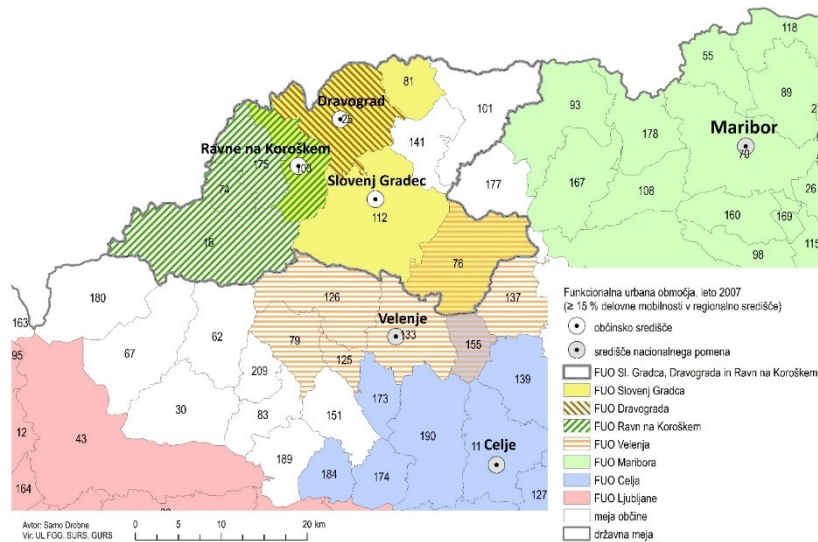 118
55
81
101
93
89
2
Dravograd
25
Maribor
70
141
178
Ravne na Koroškem
175
103
177
Slovenj Gradec
74
167
108
26
112
160
169
16
76
98
115
180
126
137
163
Velenje
133
67
62
79
155
95
125
209
139
173
30
83
151
12
43
190
11
Celje
189
184
174
127
164
Funkcionalna urbana območja, leto 2007
(≥ 15 % delovne mobilnosti v regionalno središče)
občinsko središče
središče nacionalnega pomena
FUO Sl. Gradca, Dravograda in Ravn na Koroškem
FUO Slovenj Gradca
FUO Dravograda
FUO Ravn na Koroškem
FUO Velenja
FUO Maribora
FUO Celja
FUO Ljubljane
meja občine
državna meja
Avtor: Samo Drobne
Vir: UL FGG, SURS, GURS
0 5 10 20 km